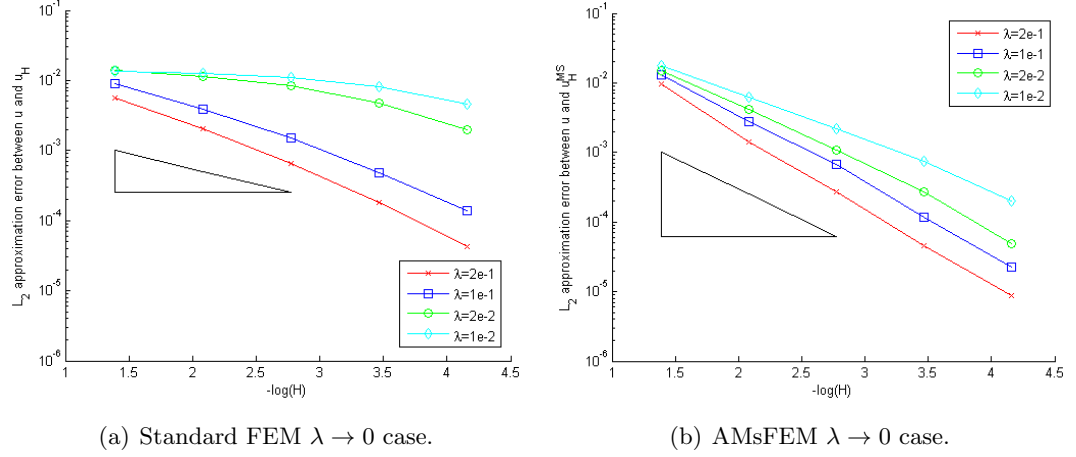 L_2 approximation error between u and u_H
10^-1
10^-2
10^-3
10^-4
10^-5
10^-6
λ=2e-1
λ=1e-1
λ=2e-2
λ=1e-2
1 1.5 2 2.5 3 3.5 4 4.5
-log(H)
(a) Standard FEM λ → 0 case.
L_2 approximation error between u and u_H^MS
10^-1
10^-2
10^-3
10^-4
10^-5
10^-6
λ=2e-1
λ=1e-1
λ=2e-2
λ=1e-2
1 1.5 2 2.5 3 3.5 4 4.5
-log(H)
(b) AMsFEM λ → 0 case.